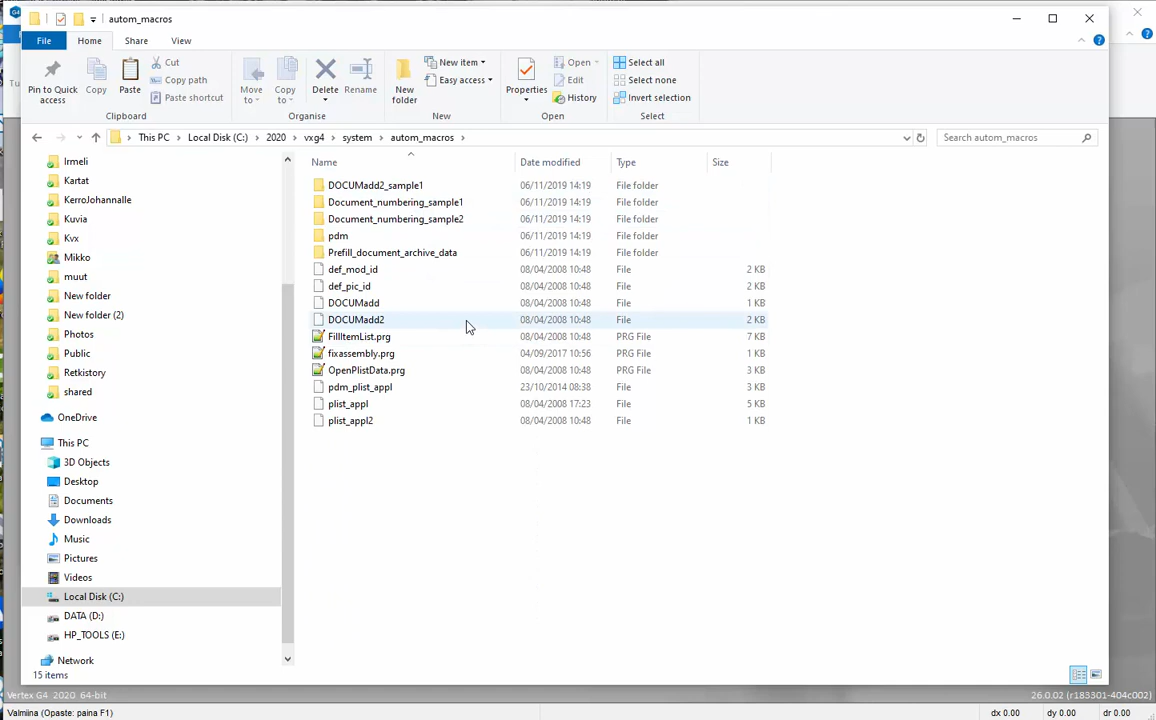 G4
autom_macros
File Home Share View
Pin to Quick access
Copy
Paste
Cut
Copy path
Paste shortcut
Clipboard
Move to
Copy to
Delete
Rename
Organise
New folder
New item
Easy access
New
Properties
Open
Edit
History
Open
Select all
Select none
Invert selection
Select
This PC > Local Disk (C:) > 2020 > vxg4 > system > autom_macros >
Search autom_macros
Name Date modified Type Size
Irmeli
Kartat
KerroJohannalle
Kuvia
Kvx
Mikko
muut
New folder
New folder (2)
Photos
Public
Retkistory
shared
OneDrive
This PC
3D Objects
Desktop
Documents
Downloads
Music
Pictures
Videos
Local Disk (C:)
DATA (D:)
HP_TOOLS (E:)
Network
DOCUMadd2_sample1 06/11/2019 14:19 File folder
Document_numbering_sample1 06/11/2019 14:19 File folder
Document_numbering_sample2 06/11/2019 14:19 File folder
pdm 06/11/2019 14:19 File folder
Prefill_document_archive_data 06/11/2019 14:19 File folder
def_mod_id 08/04/2008 10:48 File 2 KB
def_pic_id 08/04/2008 10:48 File 2 KB
DOCUMadd 08/04/2008 10:48 File 1 KB
DOCUMadd2 08/04/2008 10:48 File 2 KB
FillItemList.prg 08/04/2008 10:48 PRG File 7 KB
fixassembly.prg 04/09/2017 10:56 PRG File 1 KB
OpenPlistData.prg 08/04/2008 10:48 PRG File 3 KB
pdm_plist_appl 23/10/2014 08:38 File 3 KB
plist_appl 08/04/2008 17:23 File 5 KB
plist_appl2 08/04/2008 10:48 File 1 KB
15 items
Vertex G4 2020 64-bit 26.0.02 (r183301-404c002)
Valmiina (Opaste: paina F1) dx 0.00 dy 0.00 dr 0.00